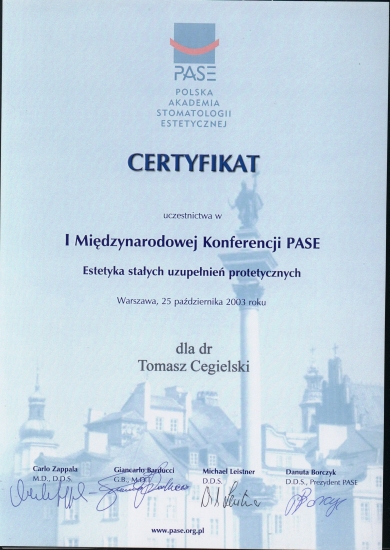 PASE
POLSKA
AKADEMIA
STOMATOLOGII
ESTETYCZNEJ
CERTYFIKAT
uczestnictwa w
I Międzynarodowej Konferencji PASE
Estetyka stałych uzupełnień protetycznych
Warszawa, 25 października 2003 roku
dla dr
Tomasz Cegielski
Carlo Zappala
M.D., D.D.S.
Giancarlo Barducci
G.B., M.D.T.
Michael Leistner
D.D.S.
Danuta Borczyk
D.D.S., Prezydent PASE
www.pase.org.pl